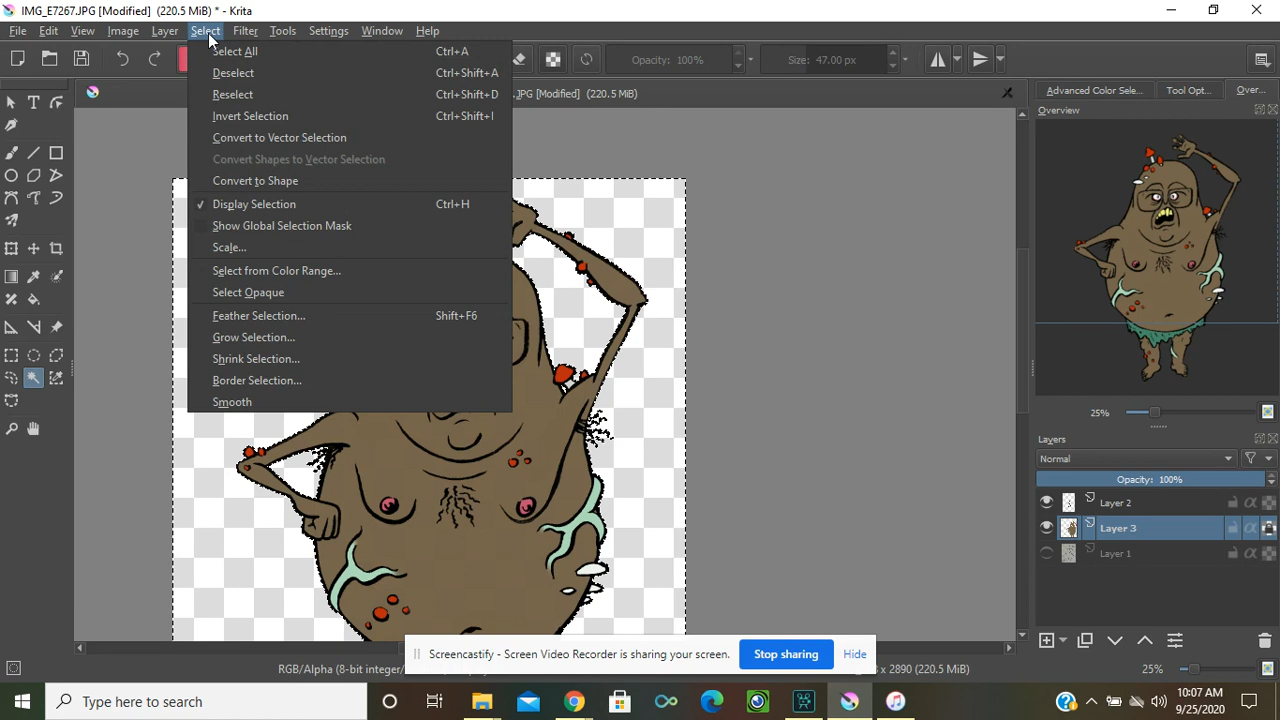 IMG_E7267.JPG [Modified] (220.5 MiB) * - Krita
File Edit View Image Layer Select Filter Tools Settings Window Help
Opacity: 100% Size: 47.00 px
.JPG [Modified] (220.5 MiB)
Select All Ctrl+A
Deselect Ctrl+Shift+A
Reselect Ctrl+Shift+D
Invert Selection Ctrl+Shift+I
Convert to Vector Selection
Convert Shapes to Vector Selection
Convert to Shape
Display Selection Ctrl+H
Show Global Selection Mask
Scale...
Select from Color Range...
Select Opaque
Feather Selection... Shift+F6
Grow Selection...
Shrink Selection...
Border Selection...
Smooth
Advanced Color Sele... Tool Opt... Over...
Overview
25%
Layers
Normal
Opacity: 100%
Layer 2
Layer 3
Layer 1
Screencastify - Screen Video Recorder is sharing your screen. Stop sharing Hide
RGB/Alpha (8-bit integer/ x 2890 (220.5 MiB) 25%
Type here to search
10:07 AM
9/25/2020